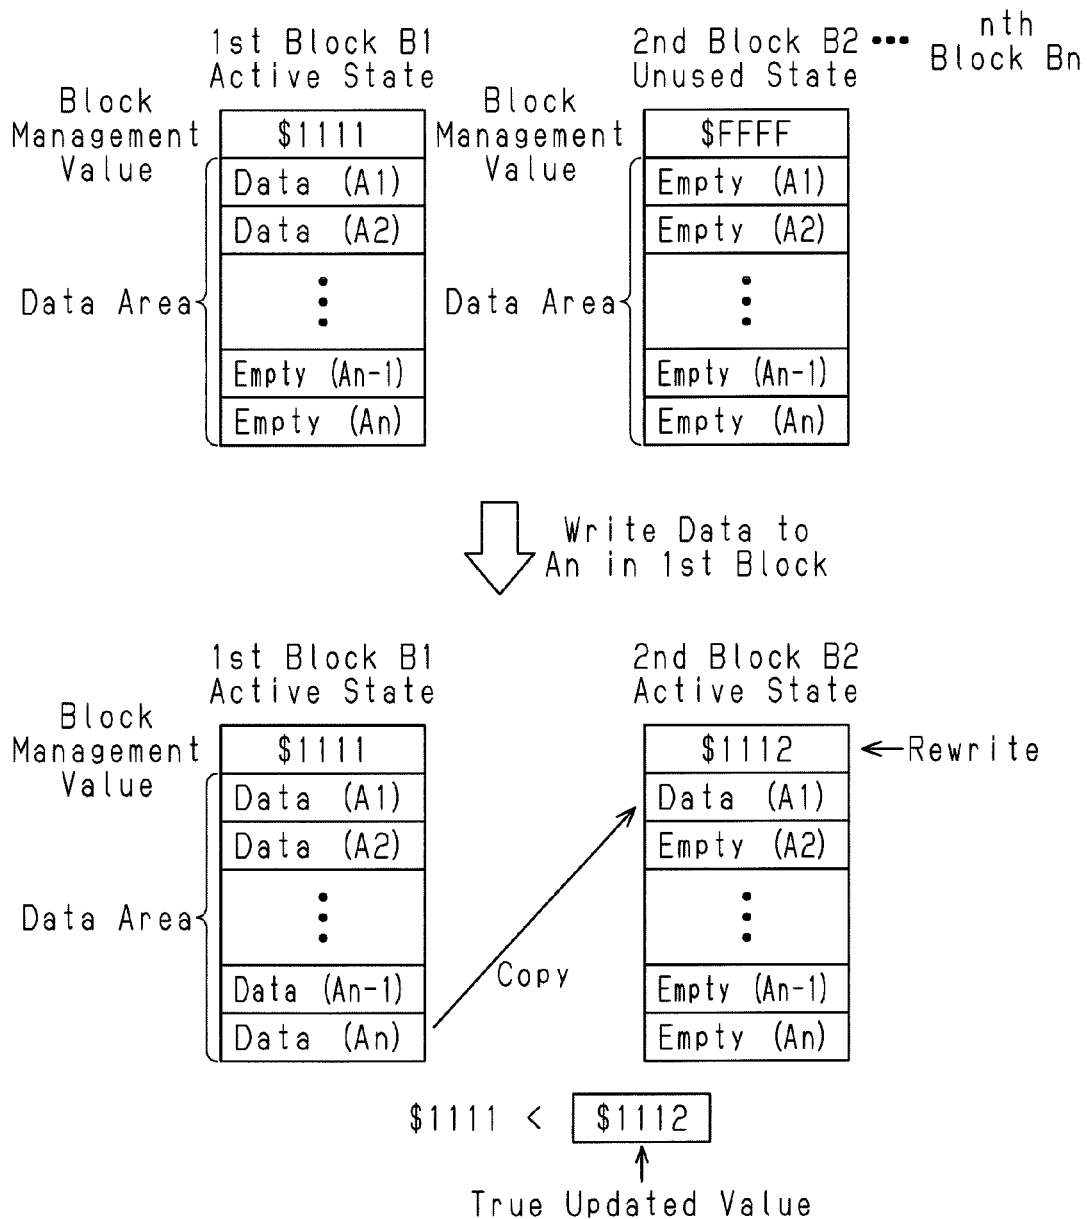 1st Block B1
Active State
2nd Block B2 ••• nth
Unused State
Block Bn
Block
Management
Value
$1111
Data (A1)
Data (A2)
Data Area
Empty (An-1)
Empty (An)
Block
Management
Value
$FFFF
Empty (A1)
Empty (A2)
Data Area
Empty (An-1)
Empty (An)
Write Data to
An in 1st Block
1st Block B1
Active State
2nd Block B2
Active State
Block
Management
Value
$1111
Data (A1)
Data (A2)
Data Area
Data (An-1)
Data (An)
Copy
$1112
Rewrite
Data (A1)
Empty (A2)
Empty (An-1)
Empty (An)
$1111 < $1112
True Updated Value